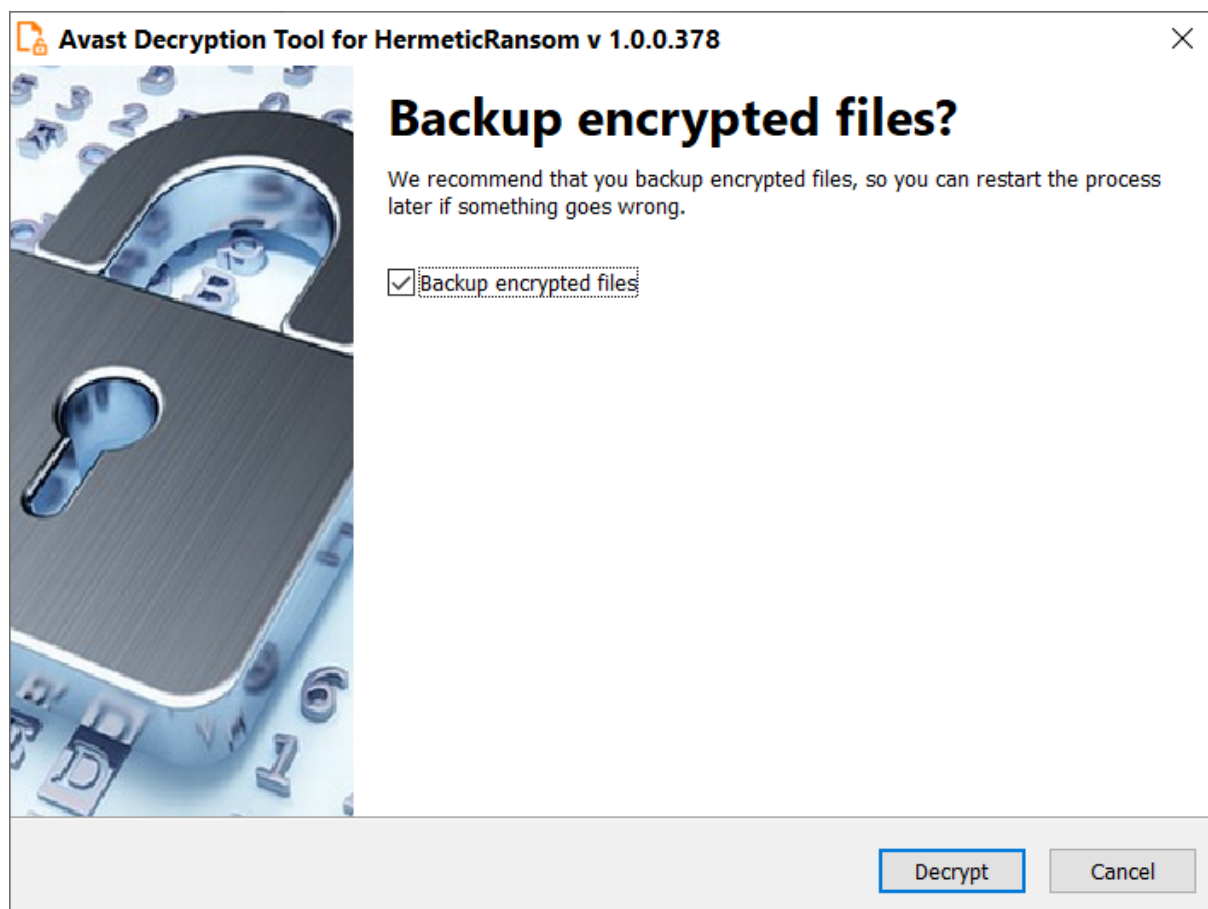 Avast Decryption Tool for HermeticRansom v 1.0.0.378
Backup encrypted files?
We recommend that you backup encrypted files, so you can restart the process
later if something goes wrong.
Backup encrypted files
Decrypt
Cancel